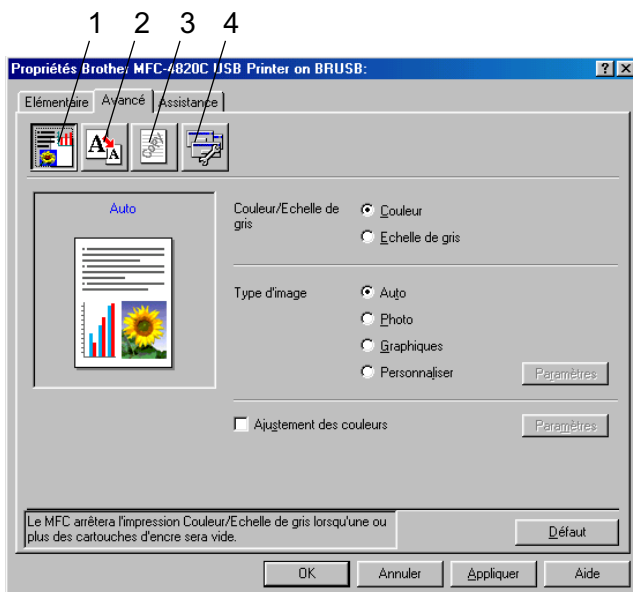 1 2 3 4
Propriétés Brother MFC-4820C USB Printer on BRUSB:
Elémentaire Avancé Assistance
A A COPY
Auto
Couleur/Echelle de gris
Couleur
Echelle de gris
Type d'image
Auto
Photo
Graphiques
Personnaliser
Paramètres
Ajustement des couleurs
Paramètres
Le MFC arrêtera l'impression Couleur/Echelle de gris lorsqu'une ou
plus des cartouches d'encre sera vide.
Défaut
OK Annuler Appliquer Aide